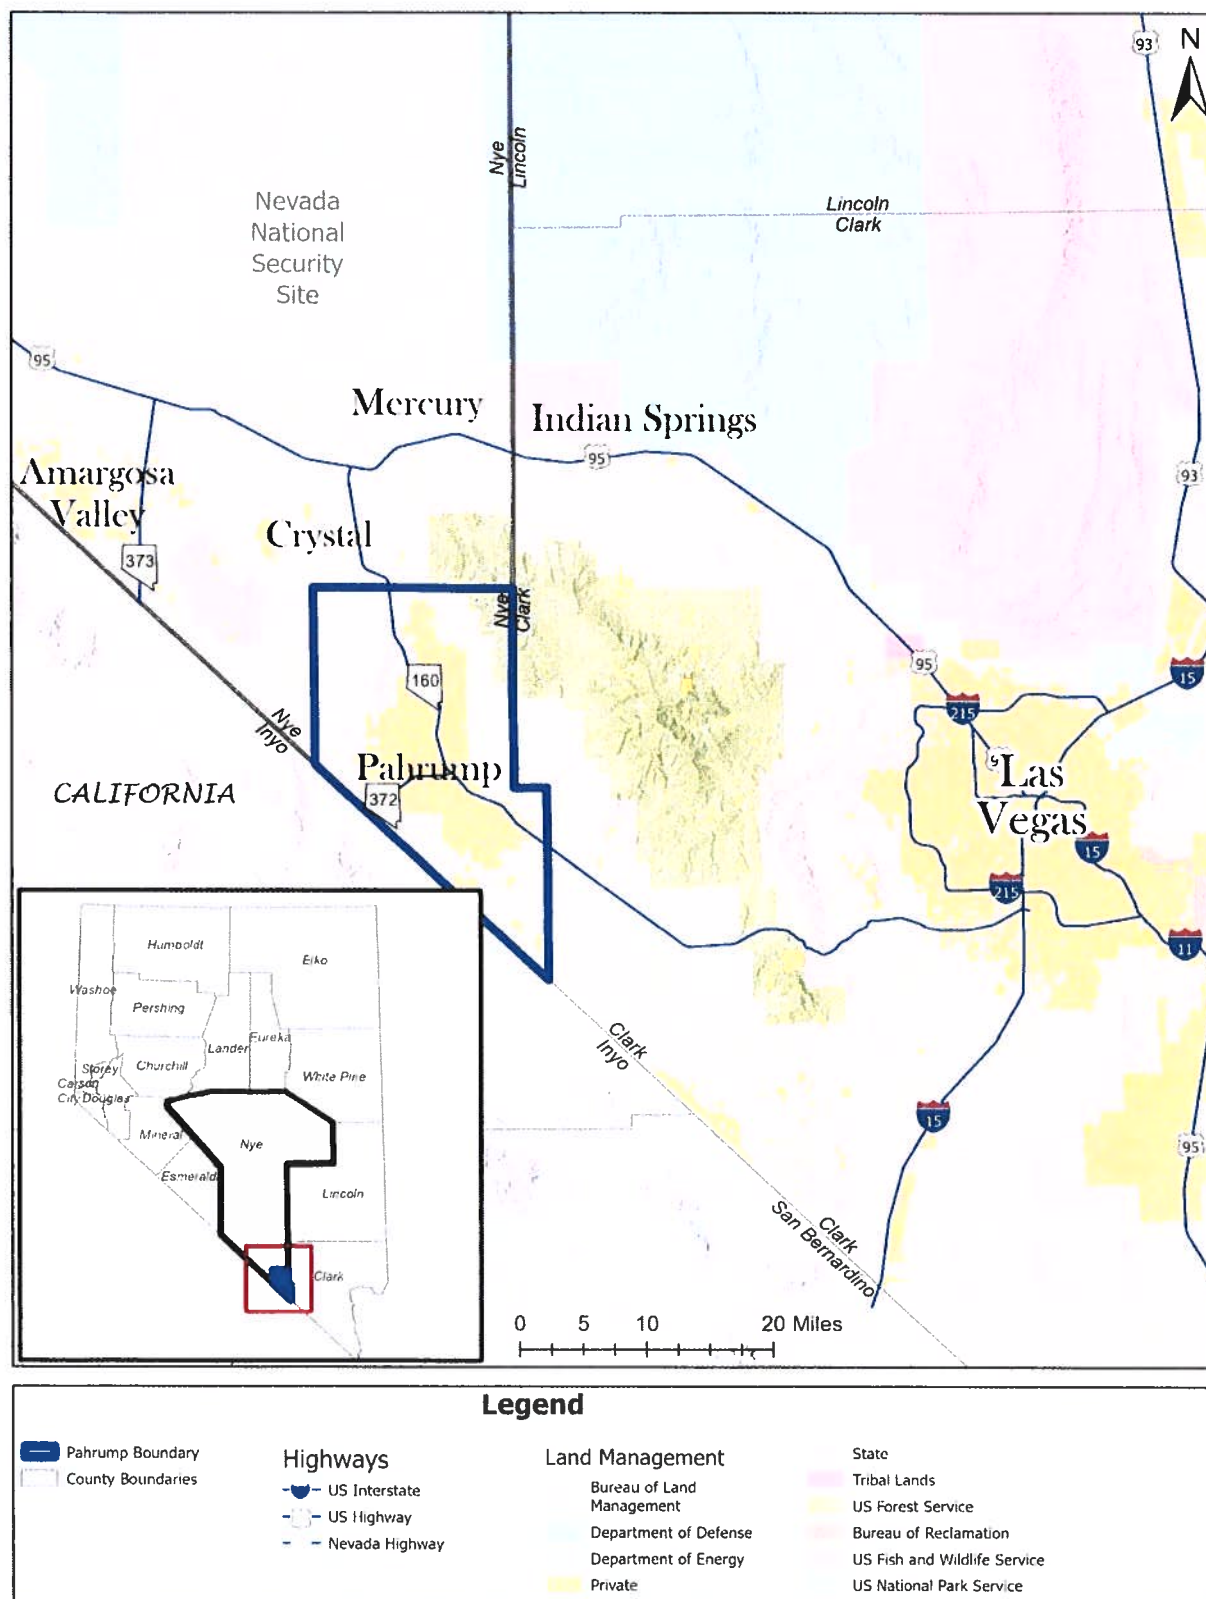 93
N
Nye
Lincoln
Lincoln
Clark
Nevada
National
Security
Site
95
Mercury
Indian Springs
95
93
Amargosa
Valley
Crystal
373
Nye
Clark
95
15
160
215
Nye
Inyo
Pahrump
372
CALIFORNIA
Las
Vegas
15
215
11
Humboldt
Elko
Washoe
Pershing
Eureka
Lander
Churchill
Storey
Carson
City
Douglas
White Pine
Mineral
Nye
Esmerald
Lincoln
Clark
Clark
Inyo
15
95
Clark
San Bernardino
0 5 10 20 Miles
Legend
Pahrump Boundary
County Boundaries
Highways
US Interstate
US Highway
Nevada Highway
Land Management
Bureau of Land
Management
Department of Defense
Department of Energy
Private
State
Tribal Lands
US Forest Service
Bureau of Reclamation
US Fish and Wildlife Service
US National Park Service